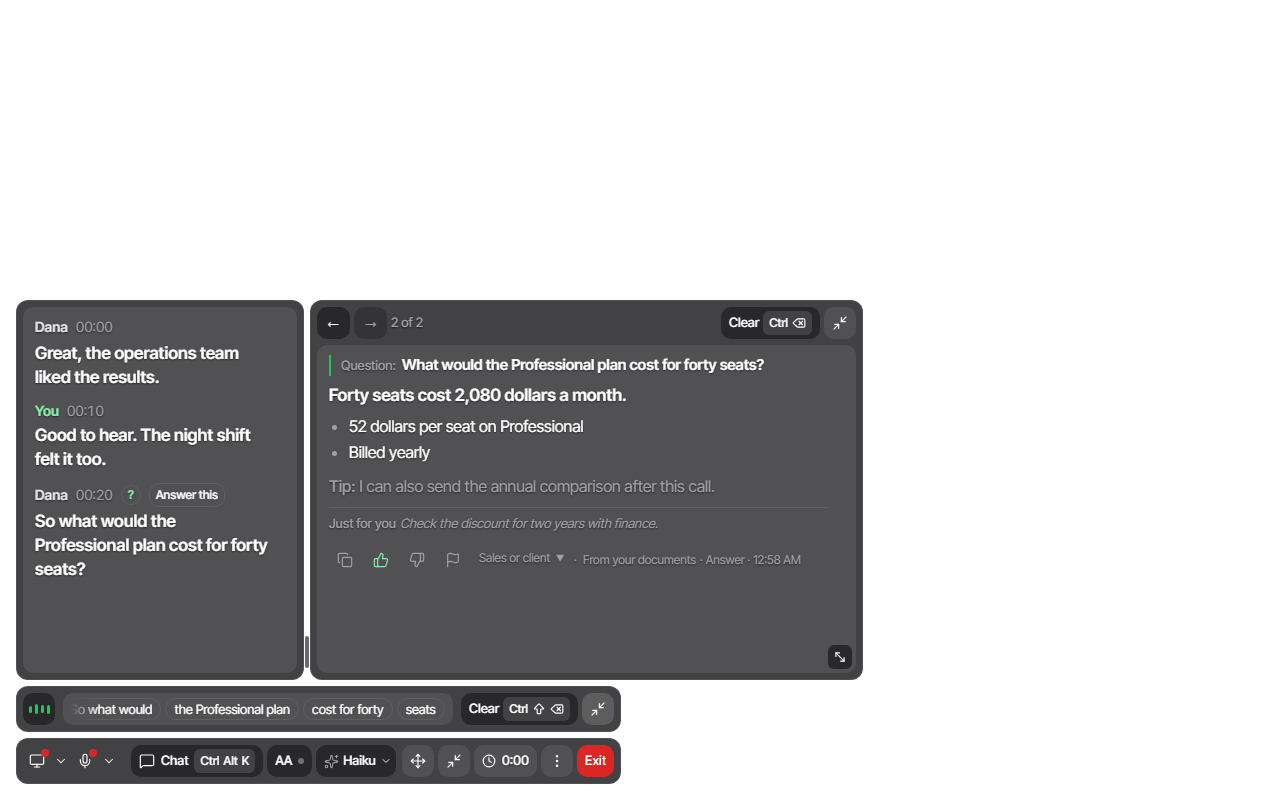 Dana 00:00
Great, the operations team
liked the results.
You 00:10
Good to hear. The night shift
felt it too.
Dana 00:20 ? Answer this
So what would the
Professional plan cost for forty
seats?
← → 2 of 2 Clear Ctrl
Question: What would the Professional plan cost for forty seats?
Forty seats cost 2,080 dollars a month.
• 52 dollars per seat on Professional
• Billed yearly
Tip: I can also send the annual comparison after this call.
Just for you Check the discount for two years with finance.
Sales or client ▼ · From your documents · Answer · 12:58 AM
So what would the Professional plan cost for forty seats Clear Ctrl
Chat Ctrl Alt K AA Haiku 0:00 Exit